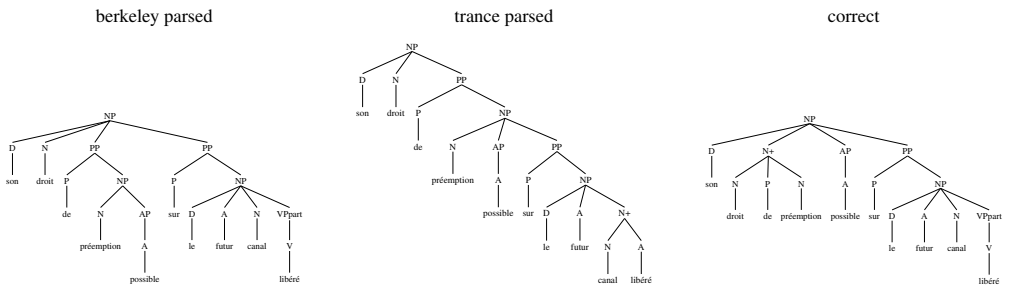 berkeley parsed
NP
D N PP PP
son droit P NP P NP
de N AP sur D A N VPpart
préemption A le futur canal V
possible libéré
trance parsed
NP
D N PP
son droit P NP
de N AP PP
préemption A P NP
possible sur D A N+
le futur N A
canal libéré
correct
NP
D N+ AP PP
son N P N A P NP
droit de préemption possible sur D A N VPpart
le futur canal V
libéré